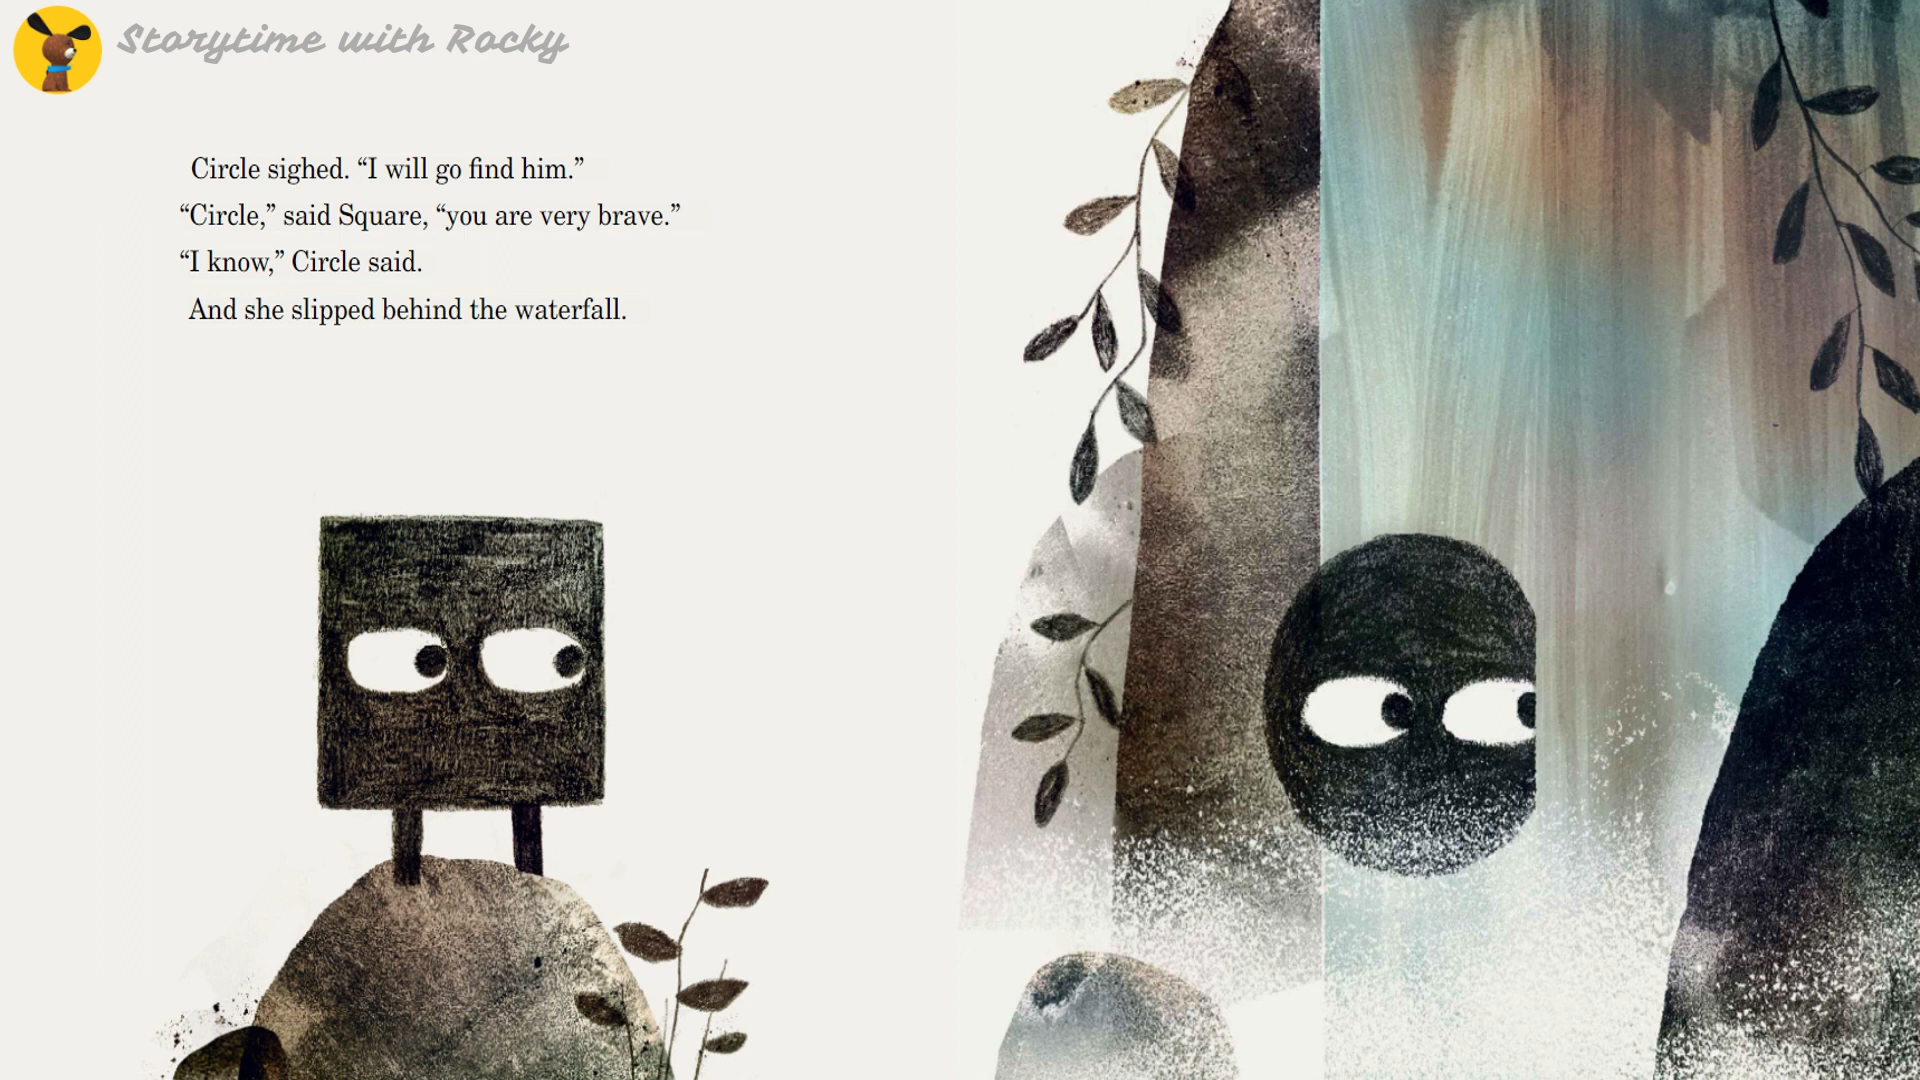 Storytime with Rocky
Circle sighed. “I will go find him.”
“Circle,” said Square, “you are very brave.”
“I know,” Circle said.
And she slipped behind the waterfall.